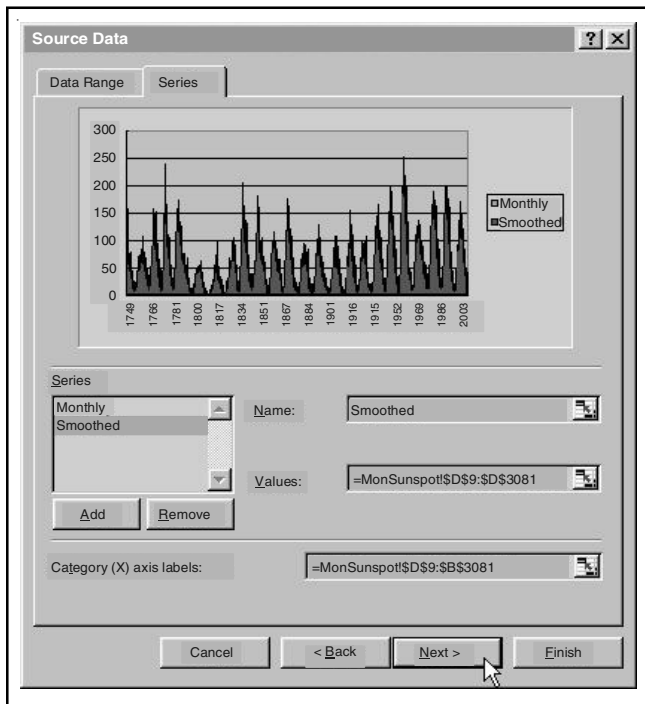 Source Data
Data Range Series
300
250
200
150
100
50
0
1749 1766 1781 1800 1817 1834 1851 1867 1884 1901 1916 1915 1952 1969 1986 2003
Monthly
Smoothed
Series
Monthly
Smoothed
Name: Smoothed
Values: =MonSunspot!$D$9:$D$3081
Add Remove
Category (X) axis labels: =MonSunspot!$D$9:$B$3081
Cancel < Back Next > Finish